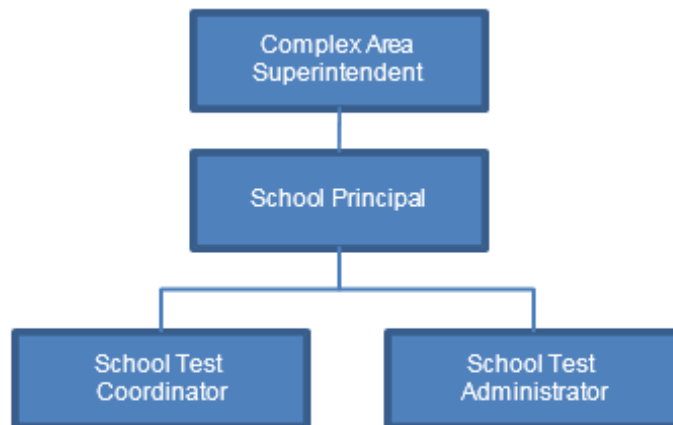 Complex Area
Superintendent
School Principal
School Test
Coordinator
School Test
Administrator